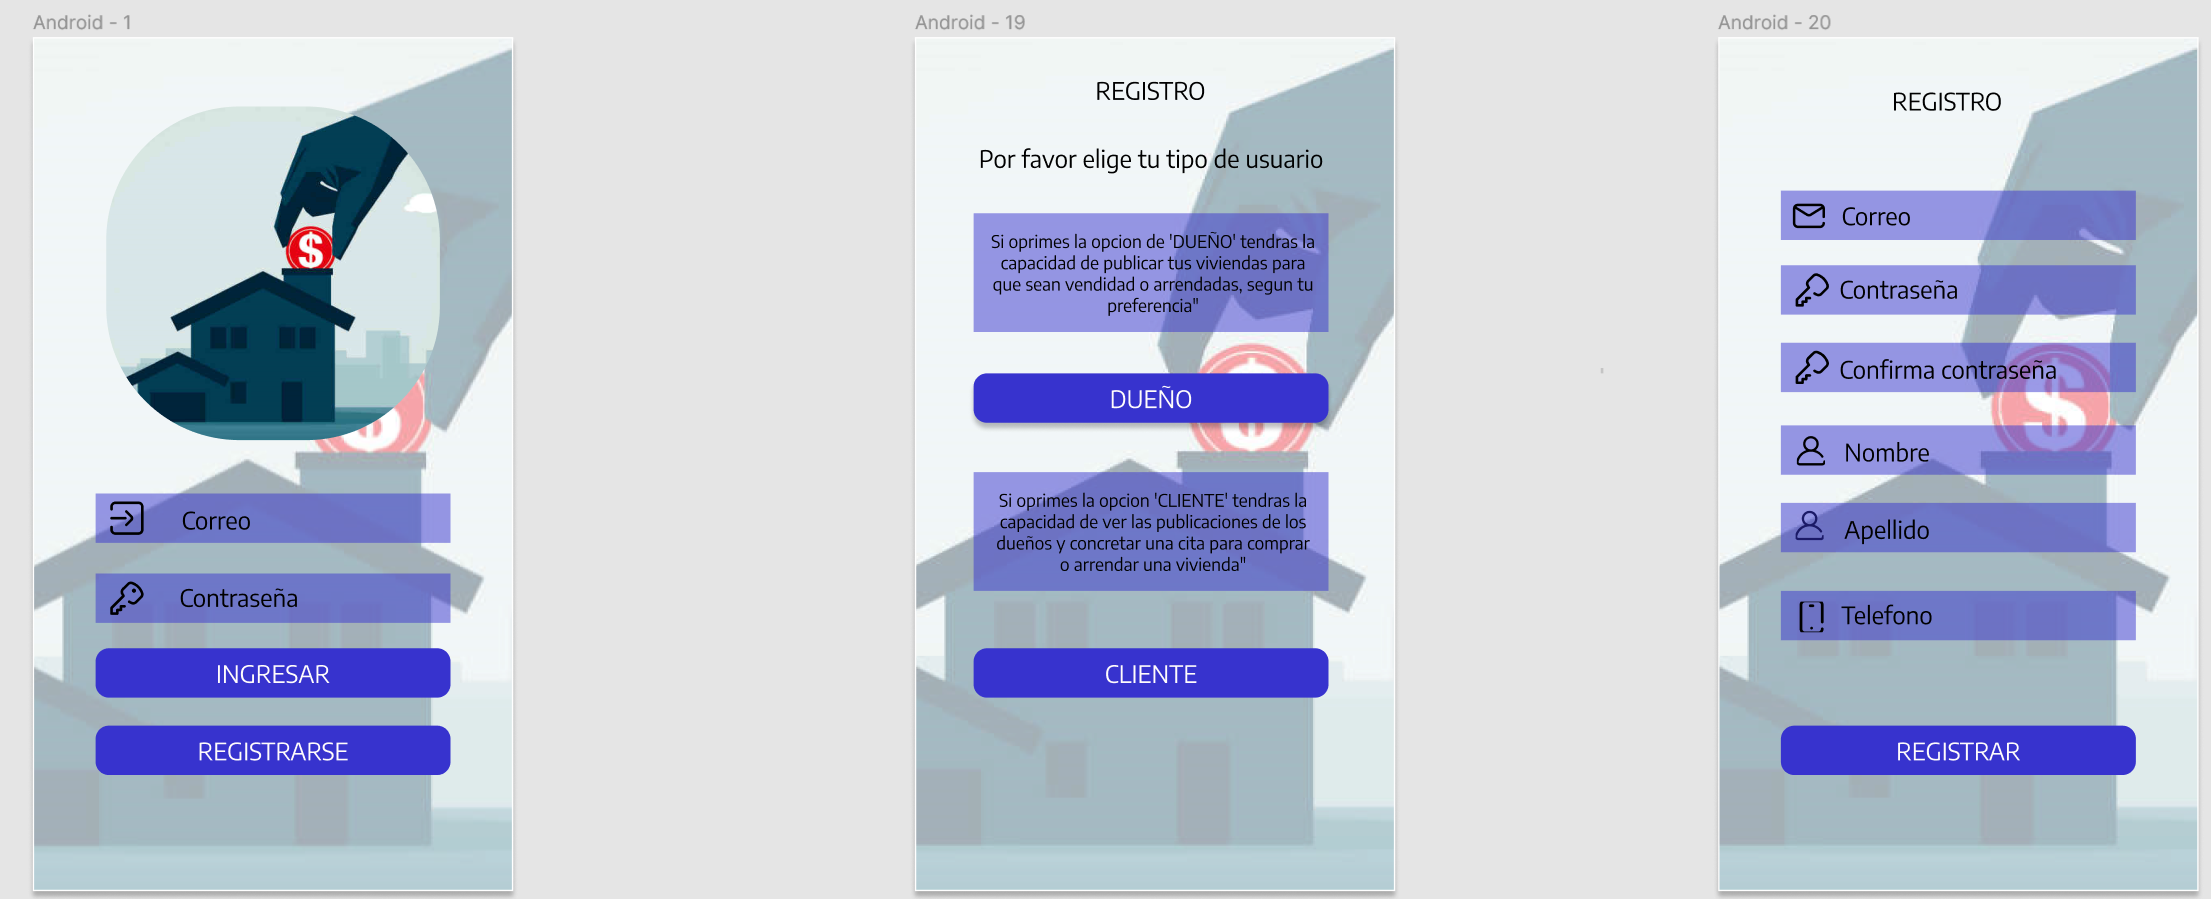 Android - 1
$
$
Correo
Contraseña
INGRESAR
REGISTRARSE
Android - 19
REGISTRO
Por favor elige tu tipo de usuario
Si oprimes la opcion de 'DUEÑO' tendras la
capacidad de publicar tus viviendas para
que sean vendidad o arrendadas, segun tu
preferencia"
$
DUEÑO
Si oprimes la opcion 'CLIENTE' tendras la
capacidad de ver las publicaciones de los
dueños y concretar una cita para comprar
o arrendar una vivienda"
CLIENTE
Android - 20
REGISTRO
Correo
Contraseña
Confirma contraseña
$
Nombre
Apellido
Telefono
REGISTRAR